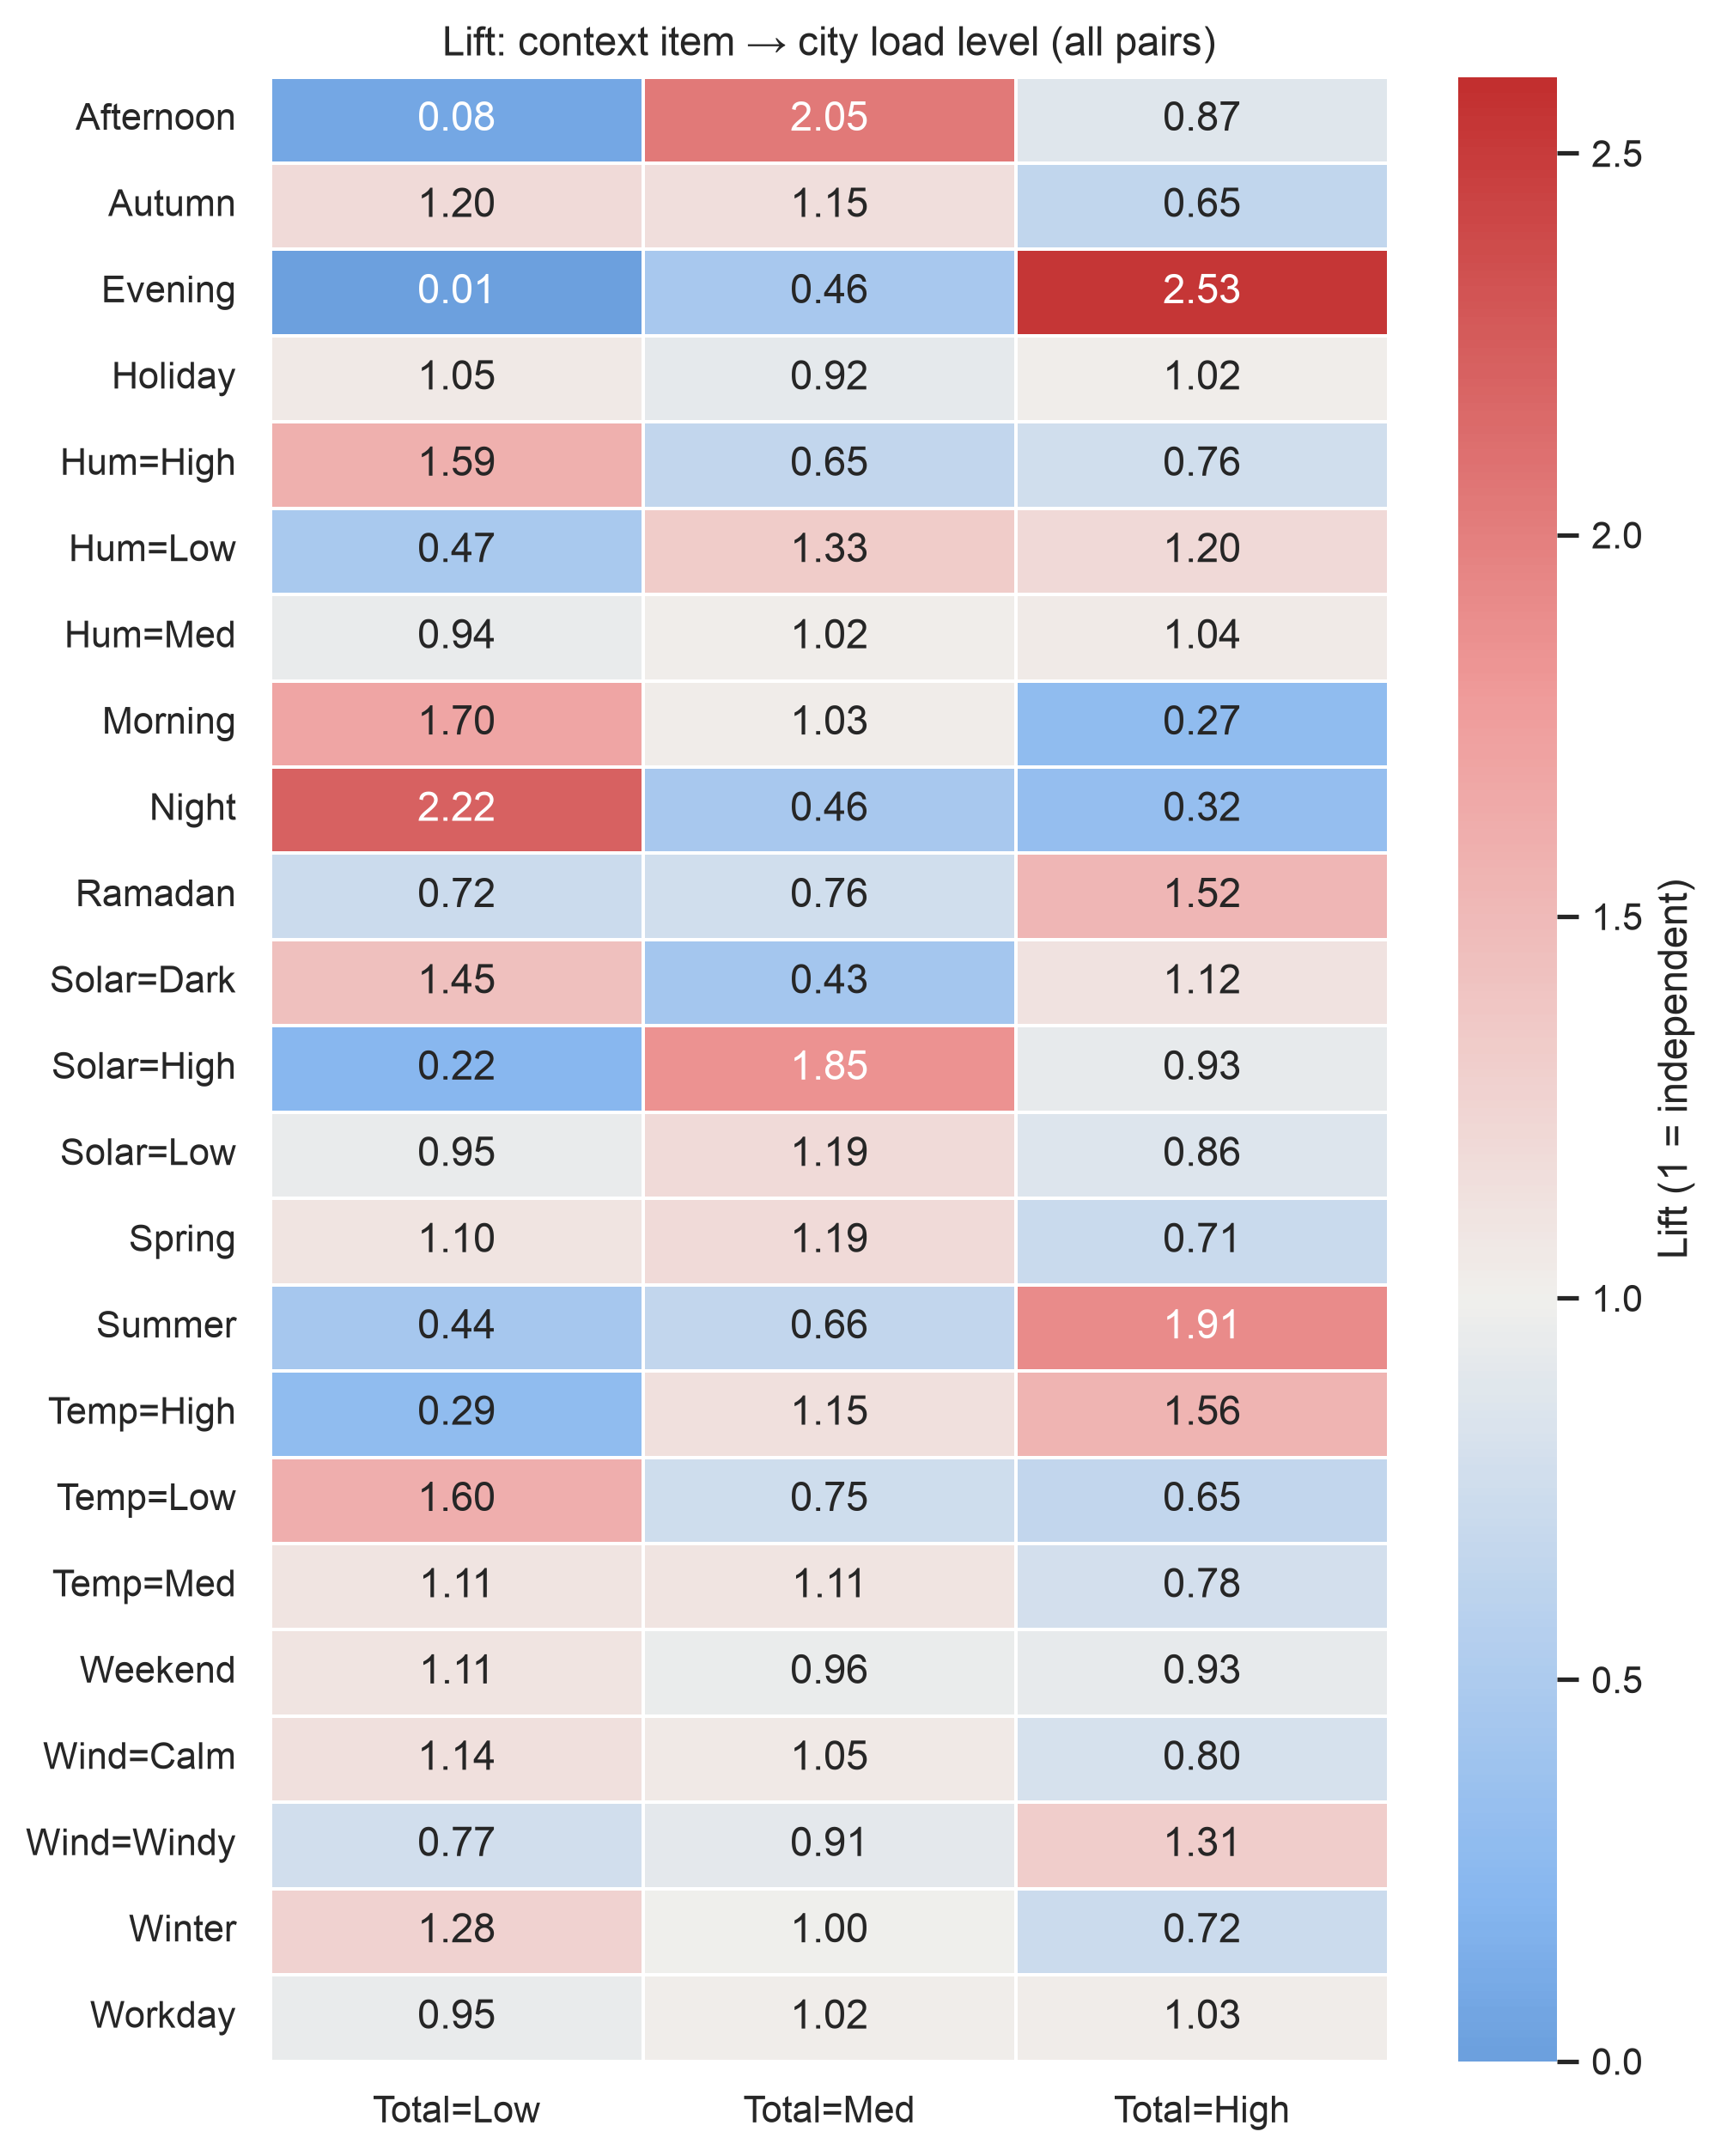 Lift: context item → city load level (all pairs)
Afternoon 0.08 2.05 0.87
Autumn 1.20 1.15 0.65
Evening 0.01 0.46 2.53
Holiday 1.05 0.92 1.02
Hum=High 1.59 0.65 0.76
Hum=Low 0.47 1.33 1.20
Hum=Med 0.94 1.02 1.04
Morning 1.70 1.03 0.27
Night 2.22 0.46 0.32
Ramadan 0.72 0.76 1.52
Solar=Dark 1.45 0.43 1.12
Solar=High 0.22 1.85 0.93
Solar=Low 0.95 1.19 0.86
Spring 1.10 1.19 0.71
Summer 0.44 0.66 1.91
Temp=High 0.29 1.15 1.56
Temp=Low 1.60 0.75 0.65
Temp=Med 1.11 1.11 0.78
Weekend 1.11 0.96 0.93
Wind=Calm 1.14 1.05 0.80
Wind=Windy 0.77 0.91 1.31
Winter 1.28 1.00 0.72
Workday 0.95 1.02 1.03
Total=Low Total=Med Total=High
2.5
2.0
1.5
1.0
0.5
0.0
Lift (1 = independent)